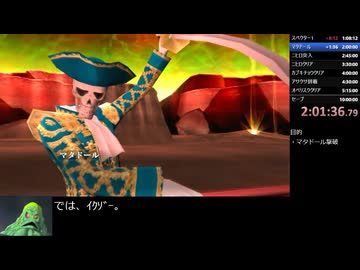 スペクター1 +8:12 1:08:12
マタドール +1:36 2:00:00
ニヒロ突入 2:45:00
ニヒロクリア 3:30:00
カブキチョウクリア 4:00:00
アサクサ到着 4:30:00
オベリスククリア 5:15:00
セーブ 10:00:00
2:01:36.79
目的
・マタドール撃破
マタドール
では、イクゾー。